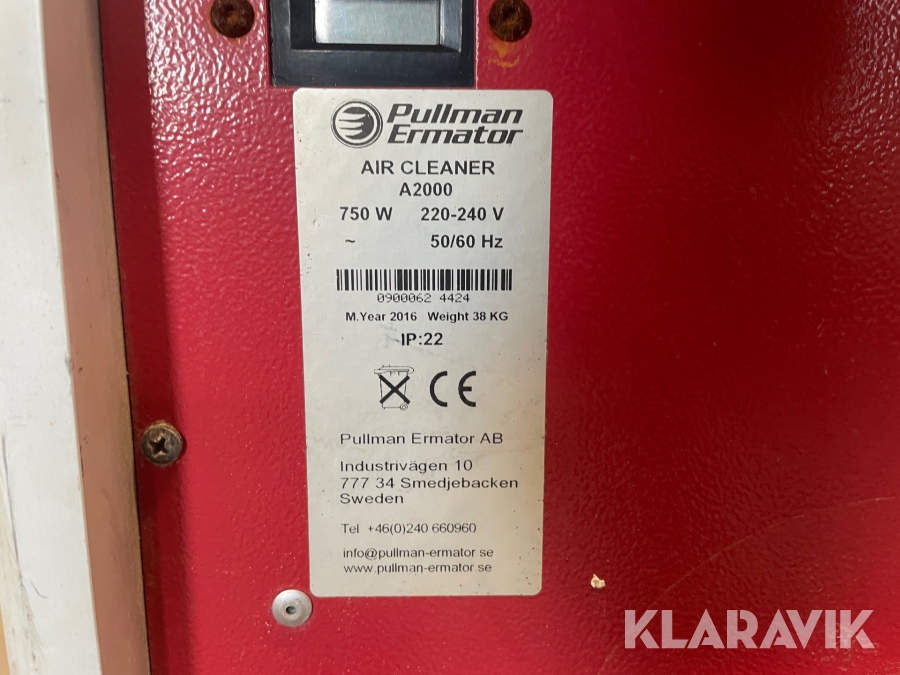 Pullman
Ermator
AIR CLEANER
A2000
750 W 220-240 V
~ 50/60 Hz
0900062 4424
M.Year 2016 Weight 38 KG
IP:22
CE
Pullman Ermator AB
Industrivägen 10
777 34 Smedjebacken
Sweden
Tel +46(0)240 660960
info@pullman-ermator se
www.pullman-ermator.se
KLARAVIK